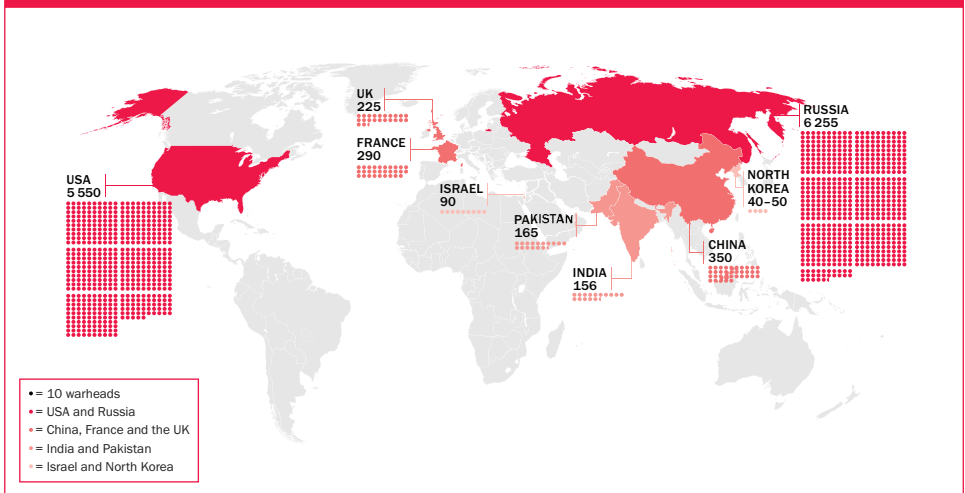 UK
225
FRANCE
290
USA
5 550
ISRAEL
90
PAKISTAN
165
INDIA
156
RUSSIA
6 255
NORTH
KOREA
40–50
CHINA
350
= 10 warheads
= USA and Russia
= China, France and the UK
= India and Pakistan
= Israel and North Korea